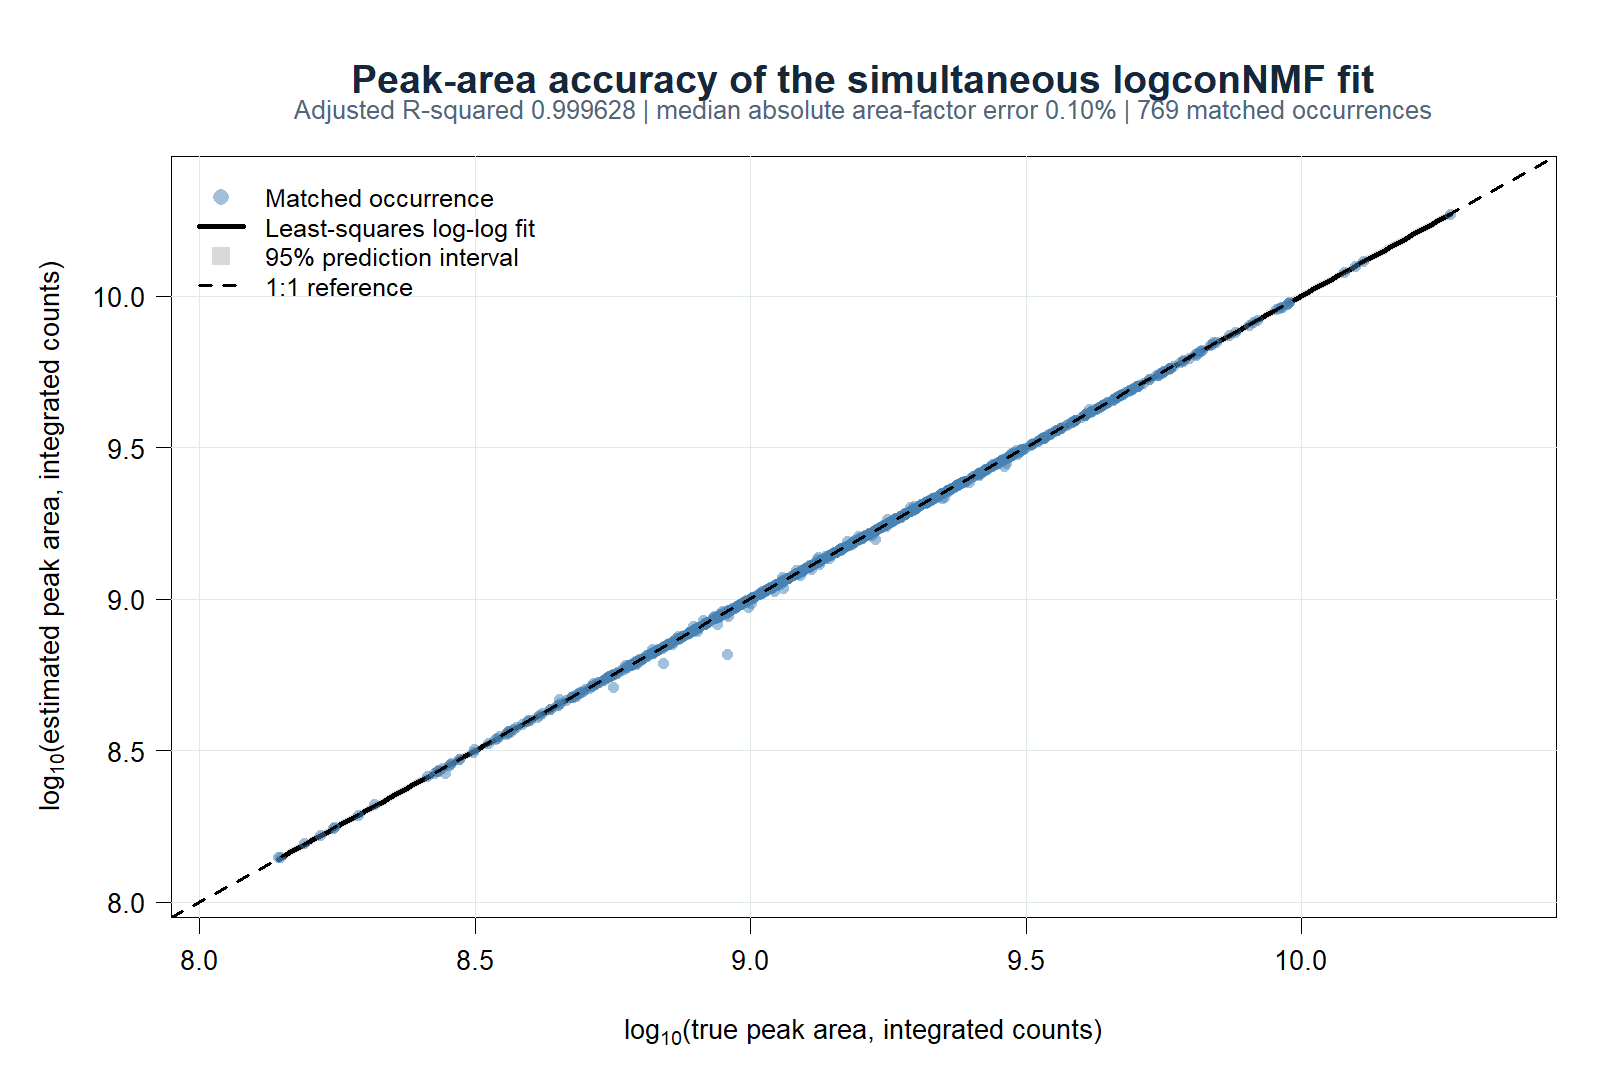 Peak-area accuracy of the simultaneous logconNMF fit
Adjusted R-squared 0.999628 | median absolute area-factor error 0.10% | 769 matched occurrences
Matched occurrence
Least-squares log-log fit
95% prediction interval
1:1 reference
log10(estimated peak area, integrated counts)
10.0
9.5
9.0
8.5
8.0
8.0 8.5 9.0 9.5 10.0
log10(true peak area, integrated counts)